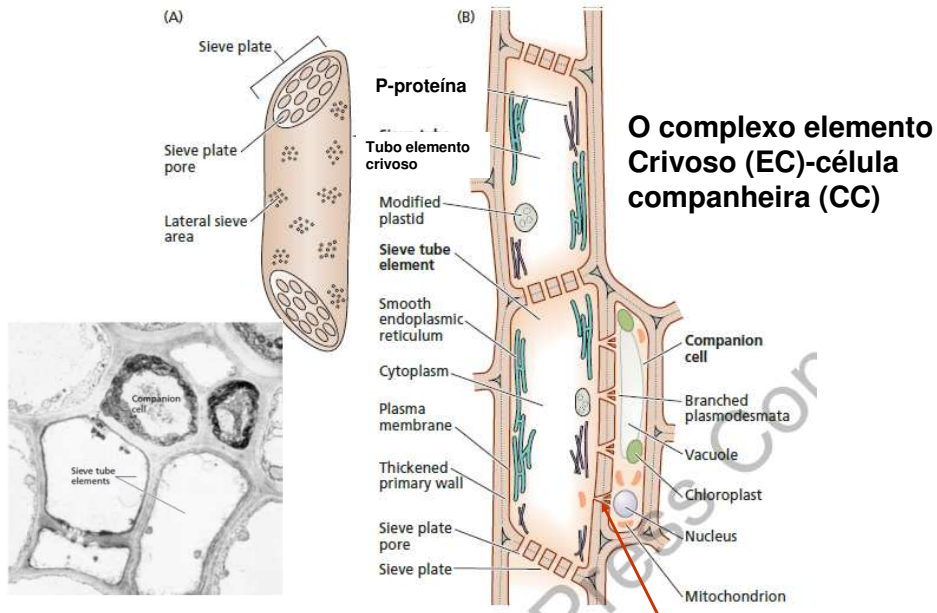 (A)
Sieve plate
Sieve plate
pore
Lateral sieve
area
(B)
P-proteína
Tubo elemento
crivoso
Modified
plastid
Sieve tube
element
Smooth
endoplasmic
reticulum
Cytoplasm
Plasma
membrane
Thickened
primary wall
Sieve plate
pore
Sieve plate
O complexo elemento
Crivoso (EC)-célula
companheira (CC)
Companion
cell
Branched
plasmodesmata
Vacuole
Chloroplast
Nucleus
Mitochondrion
Companion
cell
Sieve tube
elements
Press